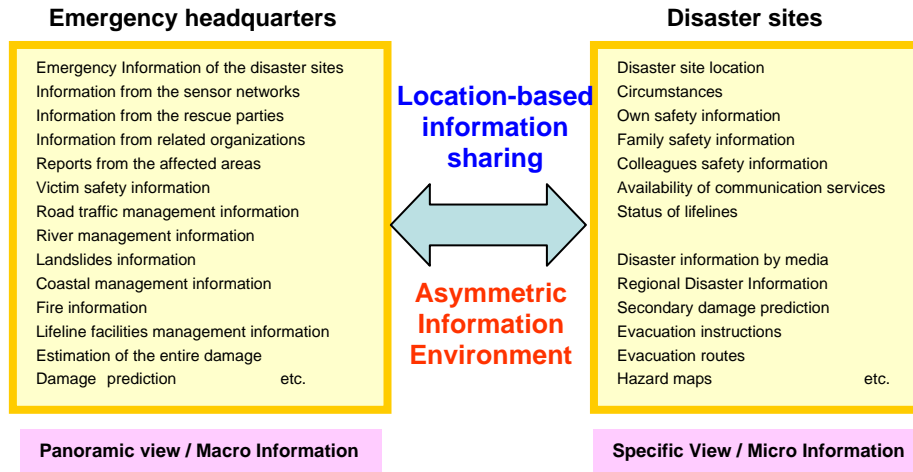 Emergency headquarters
Emergency Information of the disaster sites
Information from the sensor networks
Information from the rescue parties
Information from related organizations
Reports from the affected areas
Victim safety information
Road traffic management information
River management information
Landslides information
Coastal management information
Fire information
Lifeline facilities management information
Estimation of the entire damage
Damage prediction etc.
Panoramic view / Macro Information
Location-based
information
sharing
Asymmetric
Information
Environment
Disaster sites
Disaster site location
Circumstances
Own safety information
Family safety information
Colleagues safety information
Availability of communication services
Status of lifelines
Disaster information by media
Regional Disaster Information
Secondary damage prediction
Evacuation instructions
Evacuation routes
Hazard maps etc.
Specific View / Micro Information